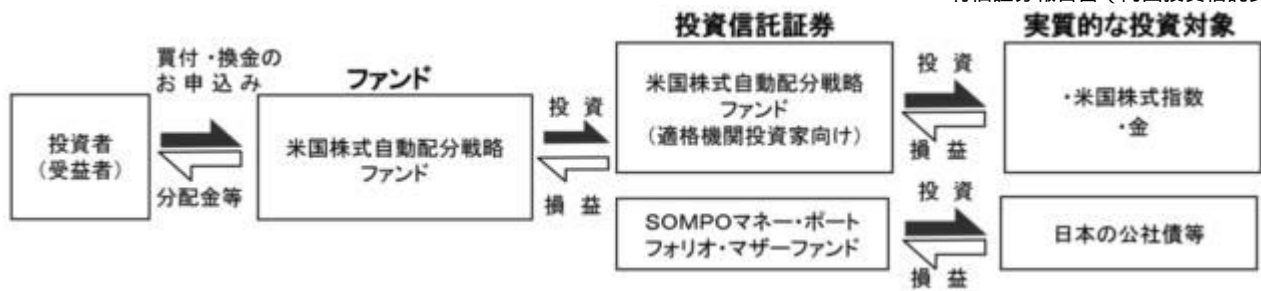 投資信託証券
実質的な投資対象
買付・換金の
お申込み
ファンド
投資者
(受益者)
分配金等
米国株式自動配分戦略
ファンド
投 資
損 益
米国株式自動配分戦略
ファンド
(適格機関投資家向け)
投 資
損 益
・米国株式指数
・金
SOMPOマネー・ポート
フォリオ・マザーファンド
投 資
損 益
日本の公社債等